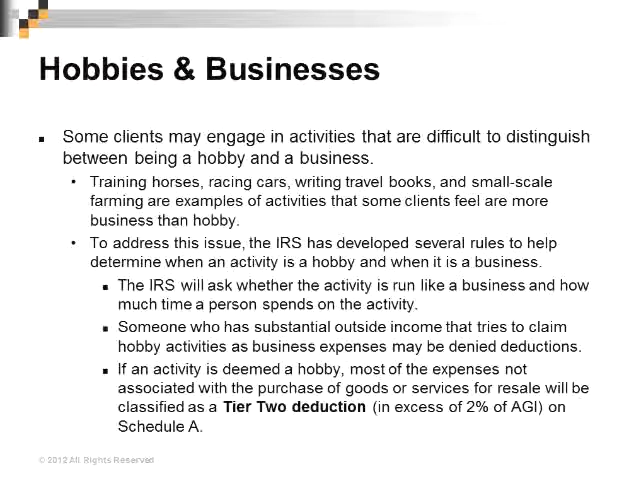 Hobbies & Businesses
Some clients may engage in activities that are difficult to distinguish
between being a hobby and a business.
Training horses, racing cars, writing travel books, and small-scale
farming are examples of activities that some clients feel are more
business than hobby.
To address this issue, the IRS has developed several rules to help
determine when an activity is a hobby and when it is a business.
The IRS will ask whether the activity is run like a business and how
much time a person spends on the activity.
Someone who has substantial outside income that tries to claim
hobby activities as business expenses may be denied deductions.
If an activity is deemed a hobby, most of the expenses not
associated with the purchase of goods or services for resale will be
classified as a Tier Two deduction (in excess of 2% of AGI) on
Schedule A.
© 2012 All Rights Reserved